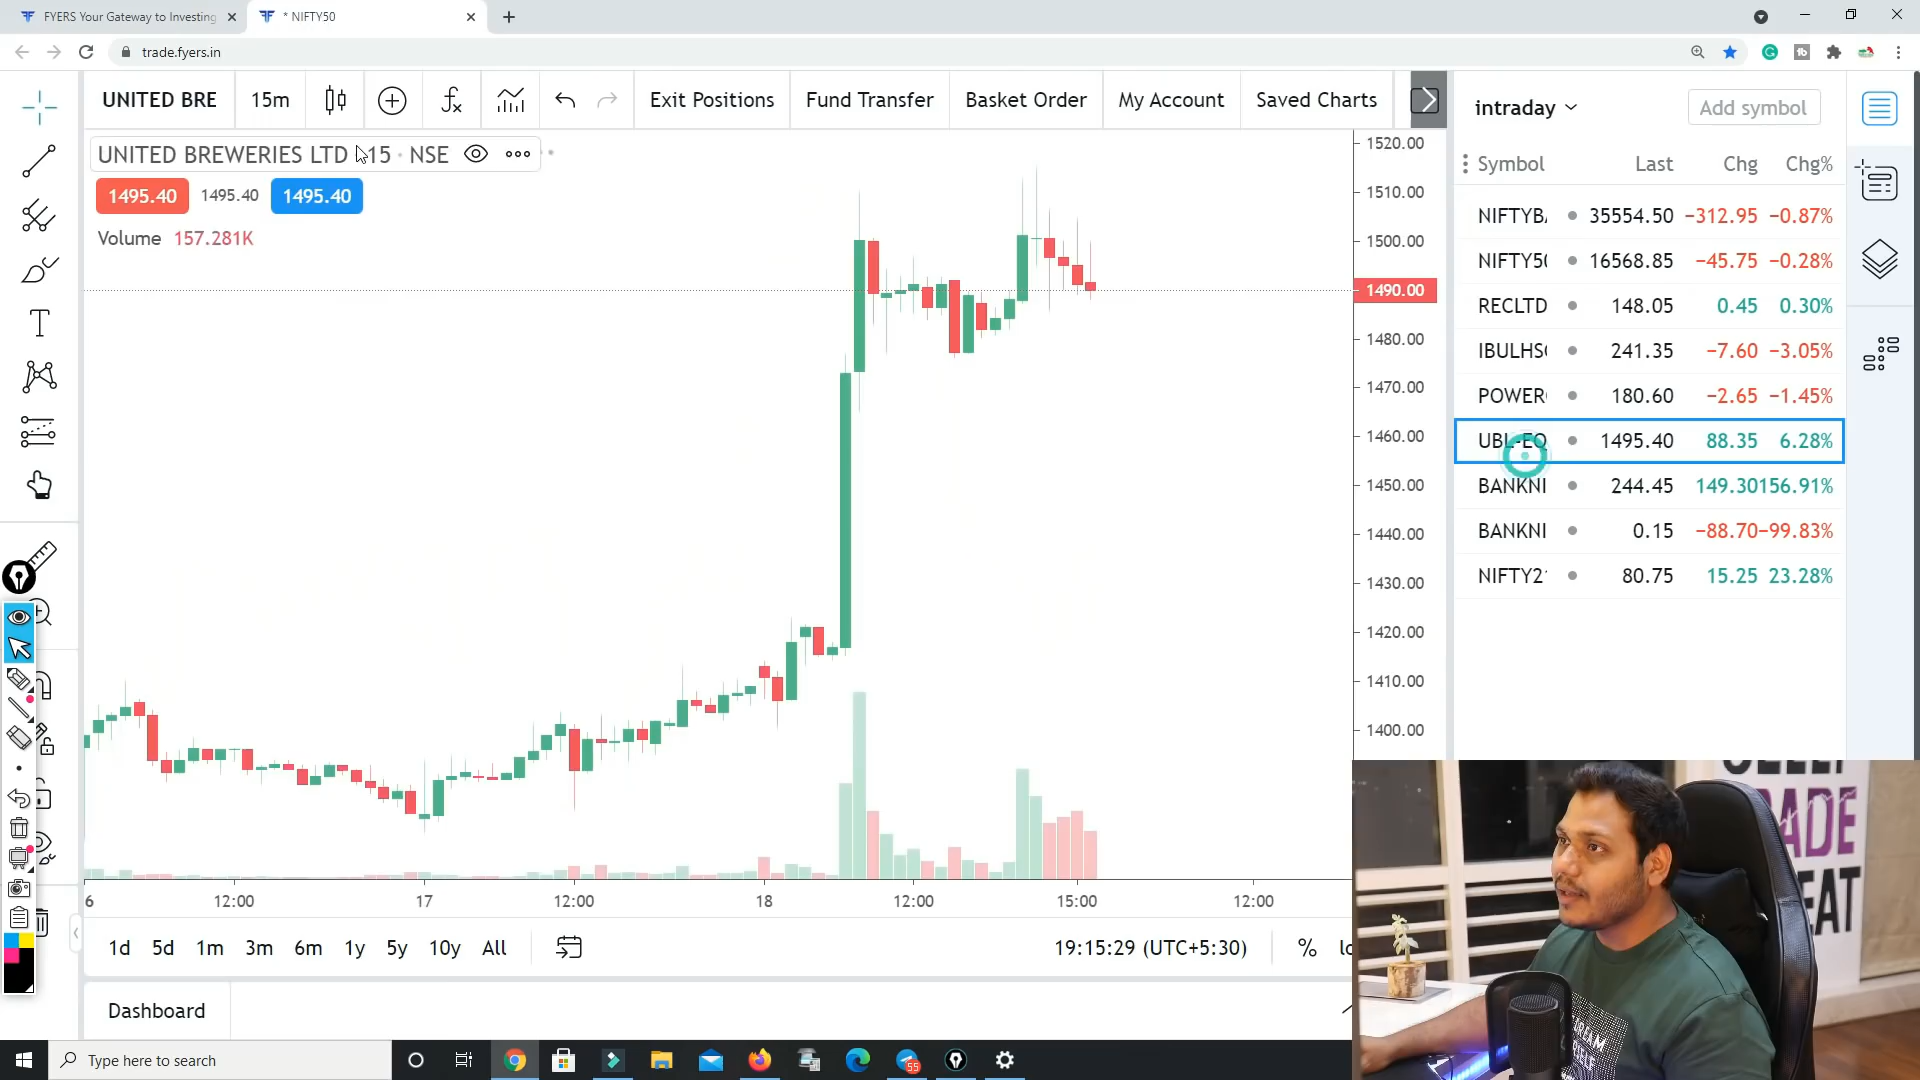 FYERS Your Gateway to Investing
* NIFTY50
trade.fyers.in
UNITED BRE
15m
Exit Positions
Fund Transfer
Basket Order
My Account
Saved Charts
UNITED BREWERIES LTD · 15 · NSE
1495.40
1495.40
1495.40
Volume 157.281K
1520.00
1510.00
1500.00
1490.00
1480.00
1470.00
1460.00
1450.00
1440.00
1430.00
1420.00
1410.00
1400.00
6
12:00
17
12:00
18
12:00
15:00
12:00
1d 5d 1m 3m 6m 1y 5y 10y All
19:15:29 (UTC+5:30)
%
Dashboard
intraday
Add symbol
Symbol Last Chg Chg%
NIFTYB 35554.50 −312.95 −0.87%
NIFTY50 16568.85 −45.75 −0.28%
RECLTD 148.05 0.45 0.30%
IBULHS 241.35 −7.60 −3.05%
POWER 180.60 −2.65 −1.45%
UBL-EQ 1495.40 88.35 6.28%
BANKNI 244.45 149.30 156.91%
BANKNI 0.15 −88.70 −99.83%
NIFTY2 80.75 15.25 23.28%
EAT
Type here to search
55